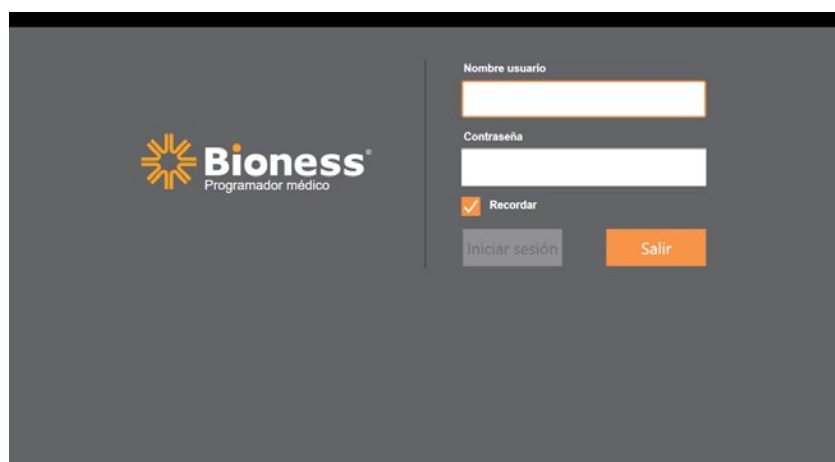 Bioness®
Programador médico
Nombre usuario
Contraseña
Recordar
Iniciar sesión
Salir